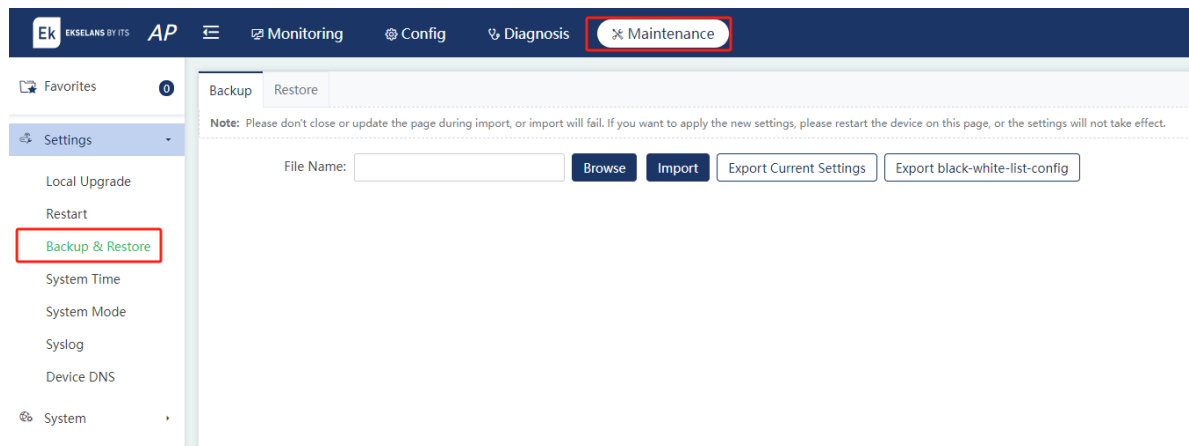 Ek EKSELANS BY ITS AP Monitoring Config Diagnosis Maintenance
Favorites 0
Backup Restore
Note: Please don't close or update the page during import, or import will fail. If you want to apply the new settings, please restart the device on this page, or the settings will not take effect.
Settings
File Name: Browse Import Export Current Settings Export black-white-list-config
Local Upgrade
Restart
Backup & Restore
System Time
System Mode
Syslog
Device DNS
System